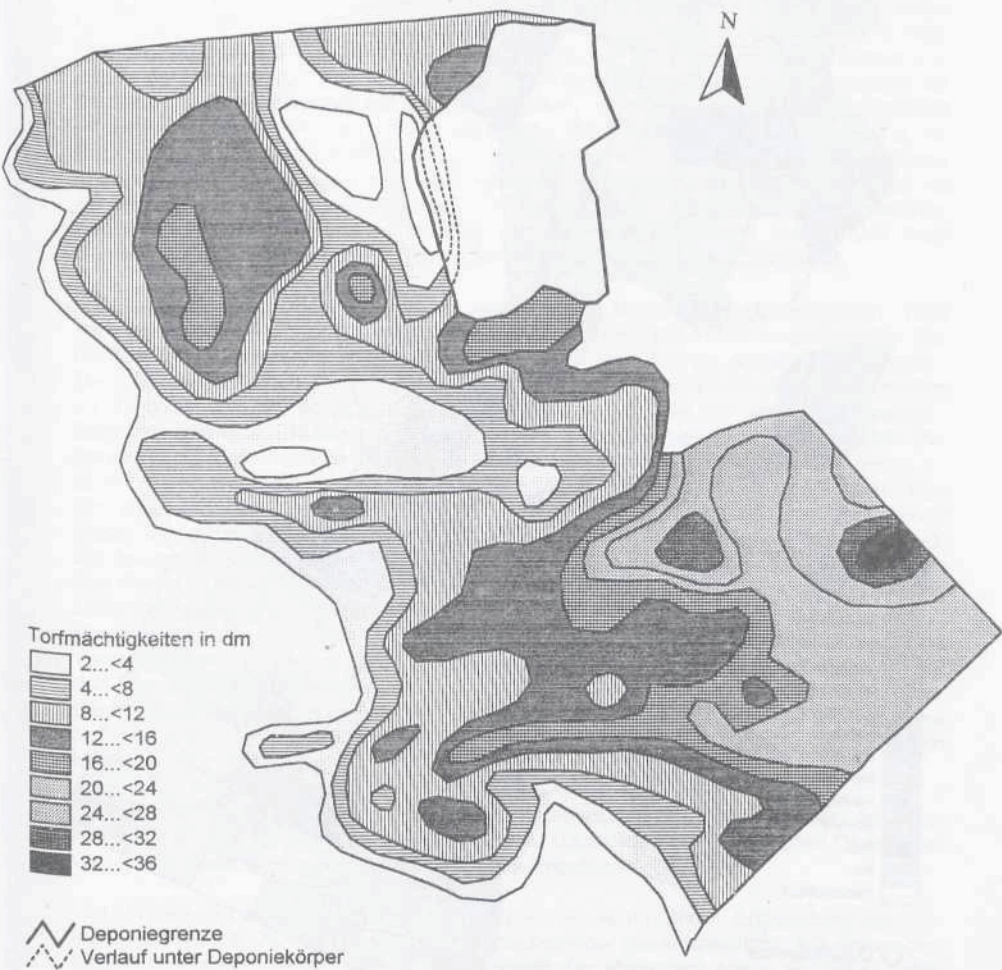 N
Torfmächtigkeiten in dm
2...<4
4...<8
8...<12
12...<16
16...<20
20...<24
24...<28
28...<32
32...<36
Deponiegrenze
Verlauf unter Deponiekörper